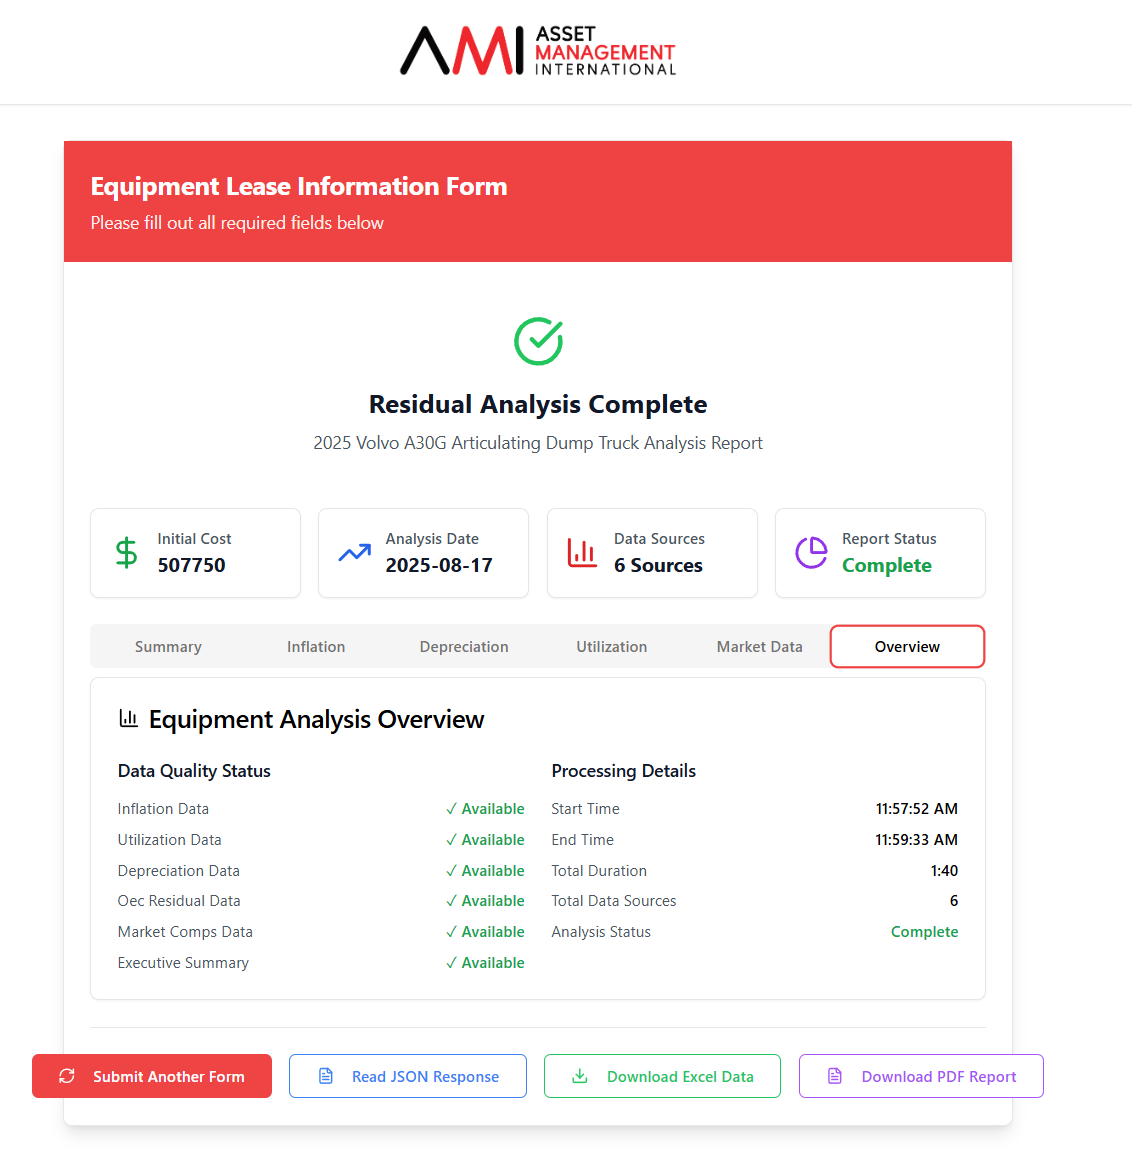 AMI
ASSET
MANAGEMENT
INTERNATIONAL
Equipment Lease Information Form
Please fill out all required fields below
Residual Analysis Complete
2025 Volvo A30G Articulating Dump Truck Analysis Report
Initial Cost
507750
Analysis Date
2025-08-17
Data Sources
6 Sources
Report Status
Complete
Summary Inflation Depreciation Utilization Market Data Overview
Equipment Analysis Overview
Data Quality Status
Inflation Data ✓ Available
Utilization Data ✓ Available
Depreciation Data ✓ Available
Oec Residual Data ✓ Available
Market Comps Data ✓ Available
Executive Summary ✓ Available
Processing Details
Start Time 11:57:52 AM
End Time 11:59:33 AM
Total Duration 1:40
Total Data Sources 6
Analysis Status Complete
Submit Another Form Read JSON Response Download Excel Data Download PDF Report